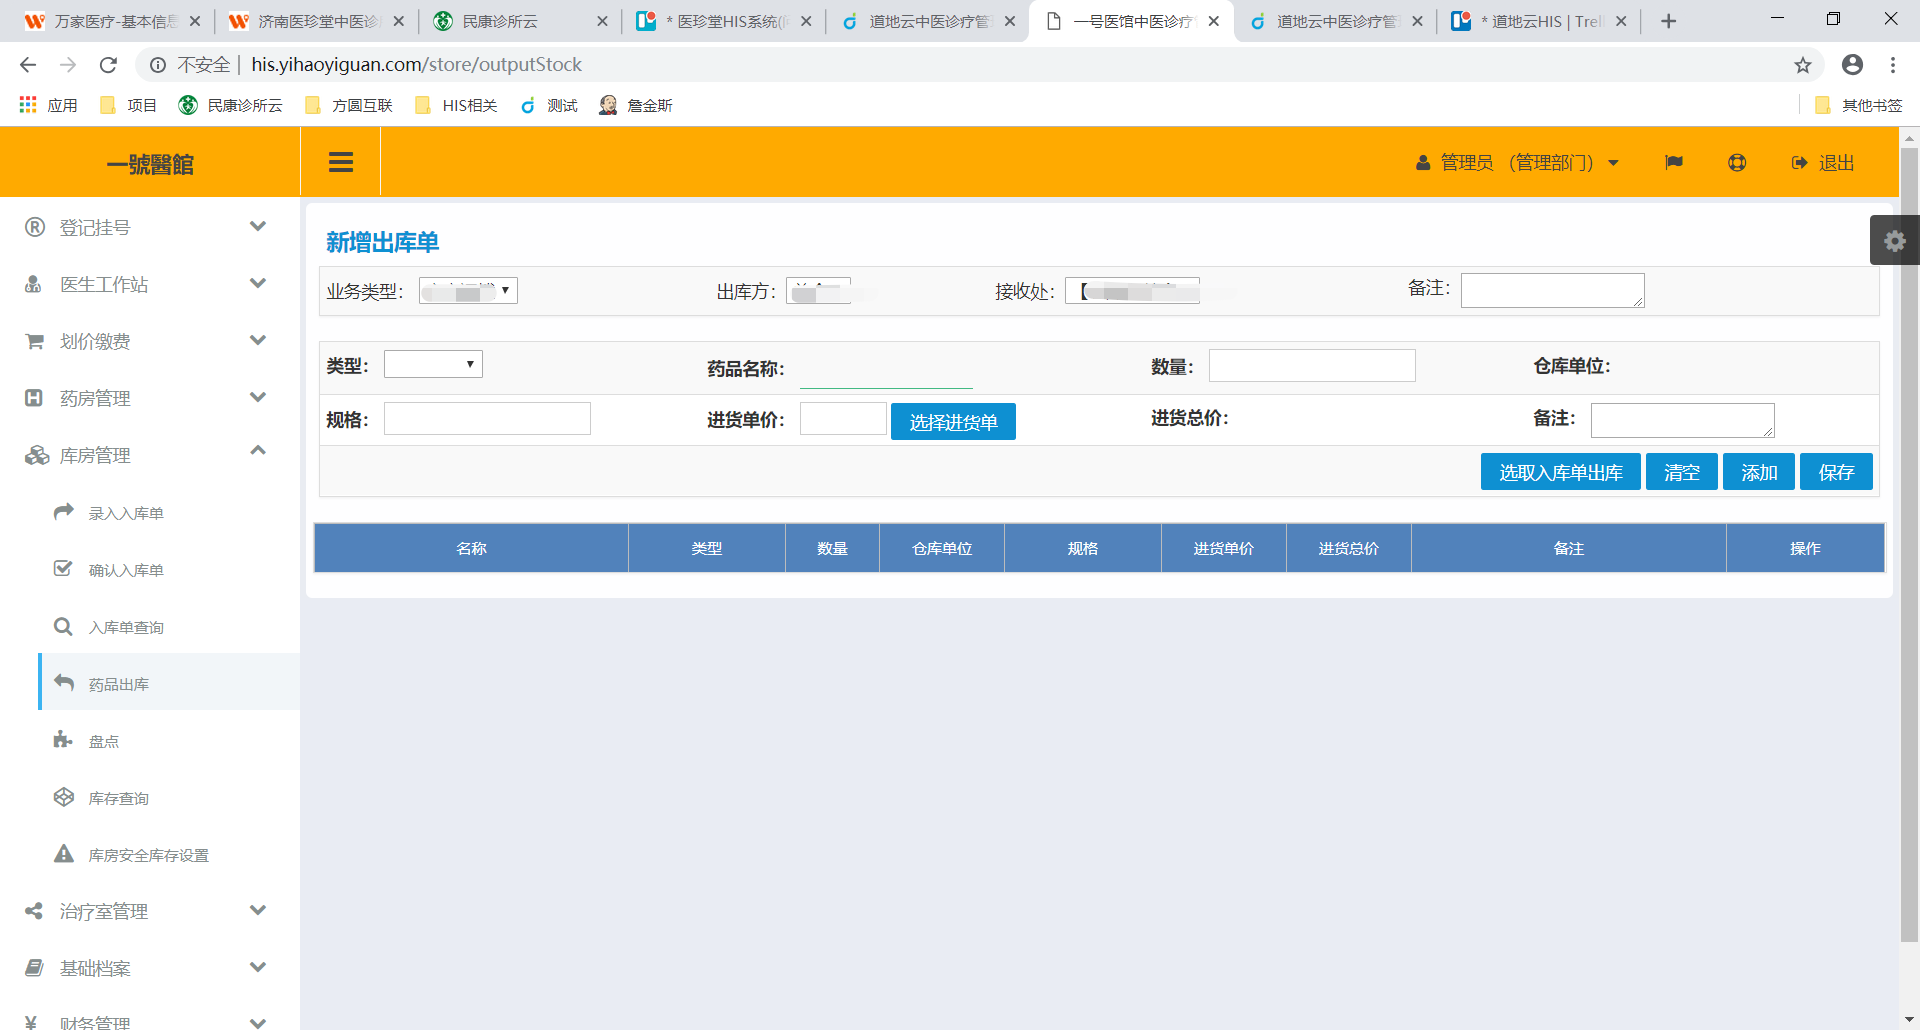 万家医疗-基本信息
济南医珍堂中医诊
民康诊所云
* 医珍堂HIS系统(
道地云中医诊疗管
一号医馆中医诊疗
道地云中医诊疗管
* 道地云HIS | Trel
不安全 | his.yihaoyiguan.com/store/outputStock
应用 项目 民康诊所云 方圆互联 HIS相关 测试 詹金斯 其他书签
一號醫館
管理员 (管理部门) 退出
登记挂号
医生工作站
划价缴费
药房管理
库房管理
录入入库单
确认入库单
入库单查询
药品出库
盘点
库存查询
库房安全库存设置
治疗室管理
基础档案
¥ 财务管理
新增出库单
业务类型: 出库方: 接收处: 备注:
类型: 药品名称: 数量: 仓库单位:
规格: 进货单价: 选择进货单 进货总价: 备注:
选取入库单出库 清空 添加 保存
名称 类型 数量 仓库单位 规格 进货单价 进货总价 备注 操作